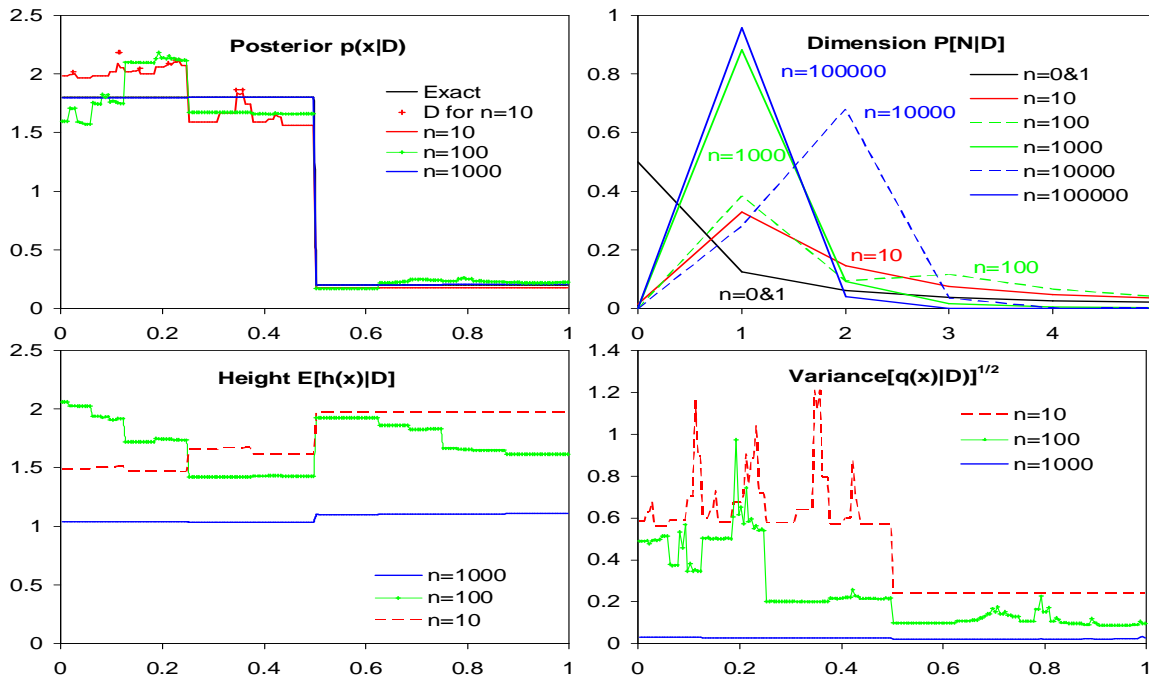 Posterior p(x|D)
2.5
2
1.5
1
0.5
0
Exact
D for n=10
n=10
n=100
n=1000
0 0.2 0.4 0.6 0.8 1
Dimension P[N|D]
1
0.8
0.6
0.4
0.2
0
n=100000
n=10000
n=1000
n=10
n=100
n=0&1
n=0&1
n=10
n=100
n=1000
n=10000
n=100000
0 1 2 3 4
Height E[h(x)|D]
2.5
2
1.5
1
0.5
0
n=1000
n=100
n=10
0 0.2 0.4 0.6 0.8 1
Variance[q(x)|D)]1/2
1.4
1.2
1
0.8
0.6
0.4
0.2
0
n=10
n=100
n=1000
0 0.2 0.4 0.6 0.8 1